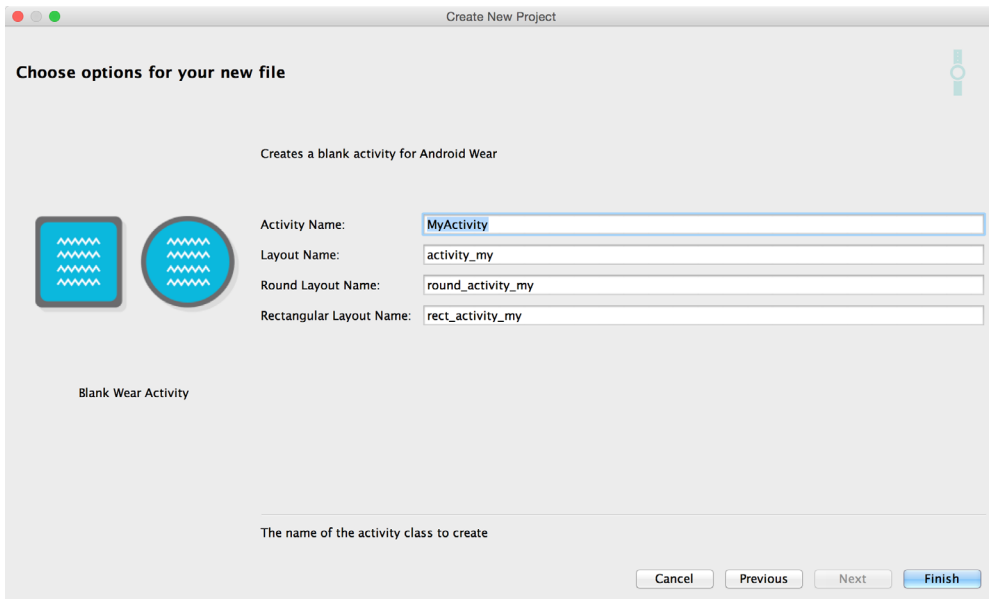 Create New Project
Choose options for your new file
Creates a blank activity for Android Wear
Activity Name: MyActivity
Layout Name: activity_my
Round Layout Name: round_activity_my
Rectangular Layout Name: rect_activity_my
Blank Wear Activity
The name of the activity class to create
Cancel Previous Next Finish